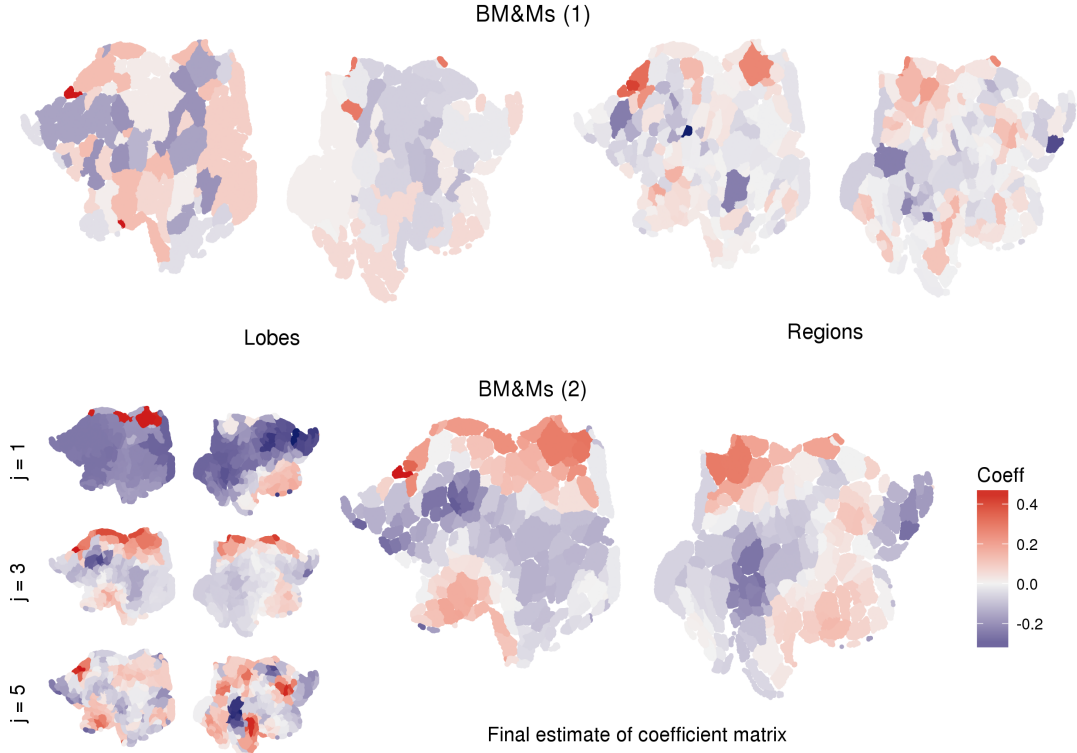 BM&Ms (1)
Lobes
Regions
BM&Ms (2)
j = 1
j = 3
j = 5
Coeff
0.4
0.2
0.0
-0.2
Final estimate of coefficient matrix